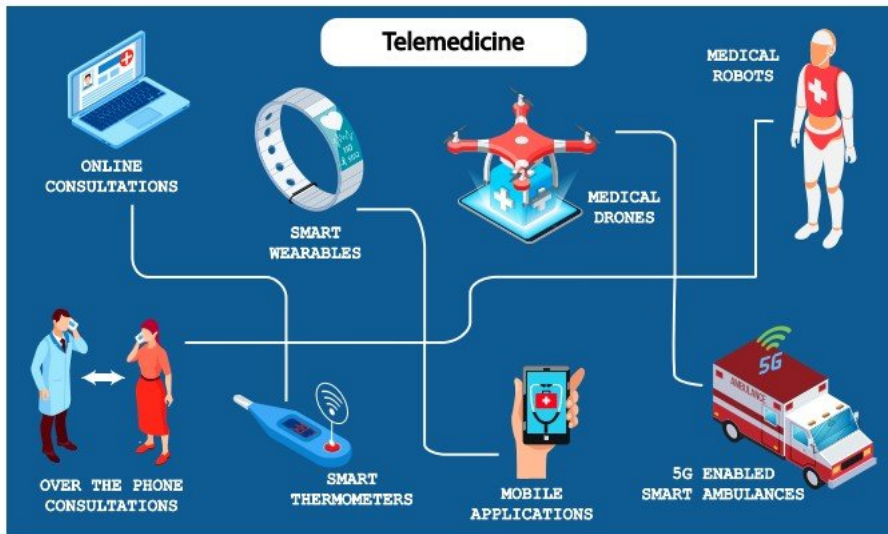 Telemedicine
MEDICAL
ROBOTS
ONLINE
CONSULTATIONS
SMART
WEARABLES
MEDICAL
DRONES
5G
AMBULANCE
OVER THE PHONE
CONSULTATIONS
SMART
THERMOMETERS
MOBILE
APPLICATIONS
5G ENABLED
SMART AMBULANCES